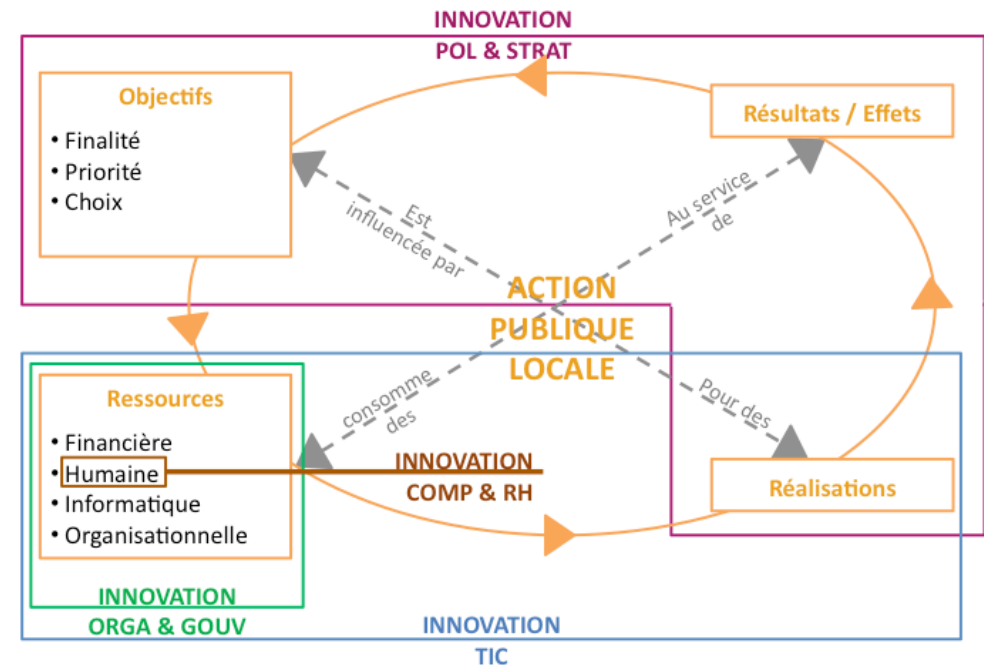 INNOVATION
POL & STRAT
Objectifs
• Finalité
• Priorité
• Choix
Résultats / Effets
Est
influencée par
Au service
de
ACTION
PUBLIQUE
LOCALE
consomme
des
Pour des
Ressources
• Financière
• Humaine
• Informatique
• Organisationnelle
INNOVATION
COMP & RH
Réalisations
INNOVATION
ORGA & GOUV
INNOVATION
TIC